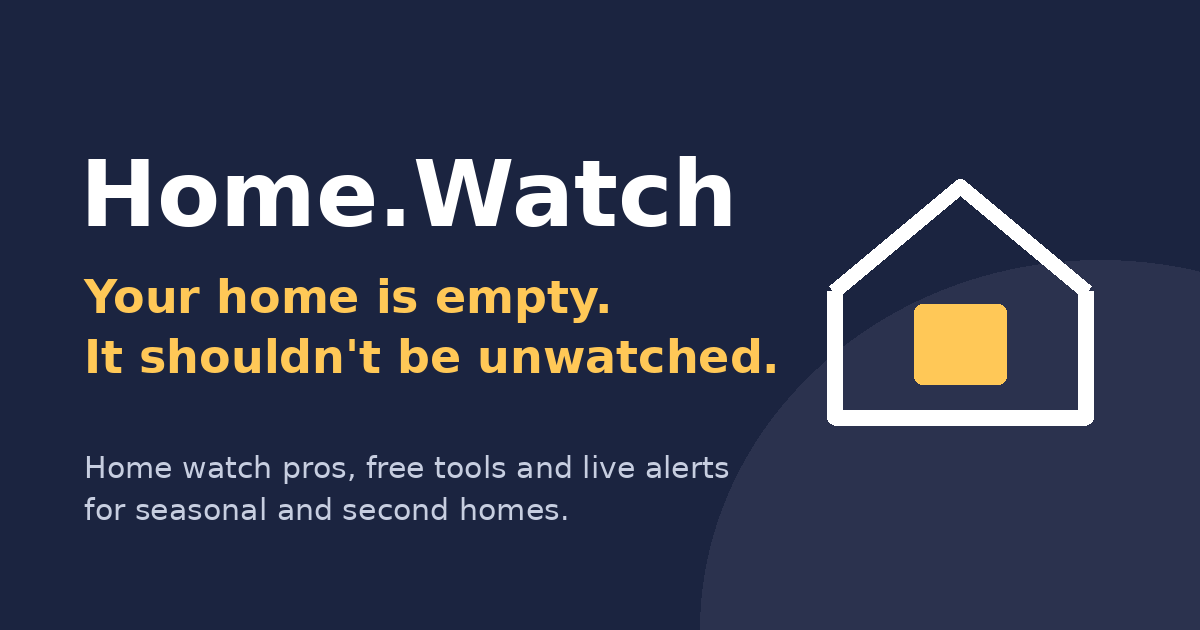 Home.Watch
Your home is empty.
It shouldn't be unwatched.
Home watch pros, free tools and live alerts
for seasonal and second homes.